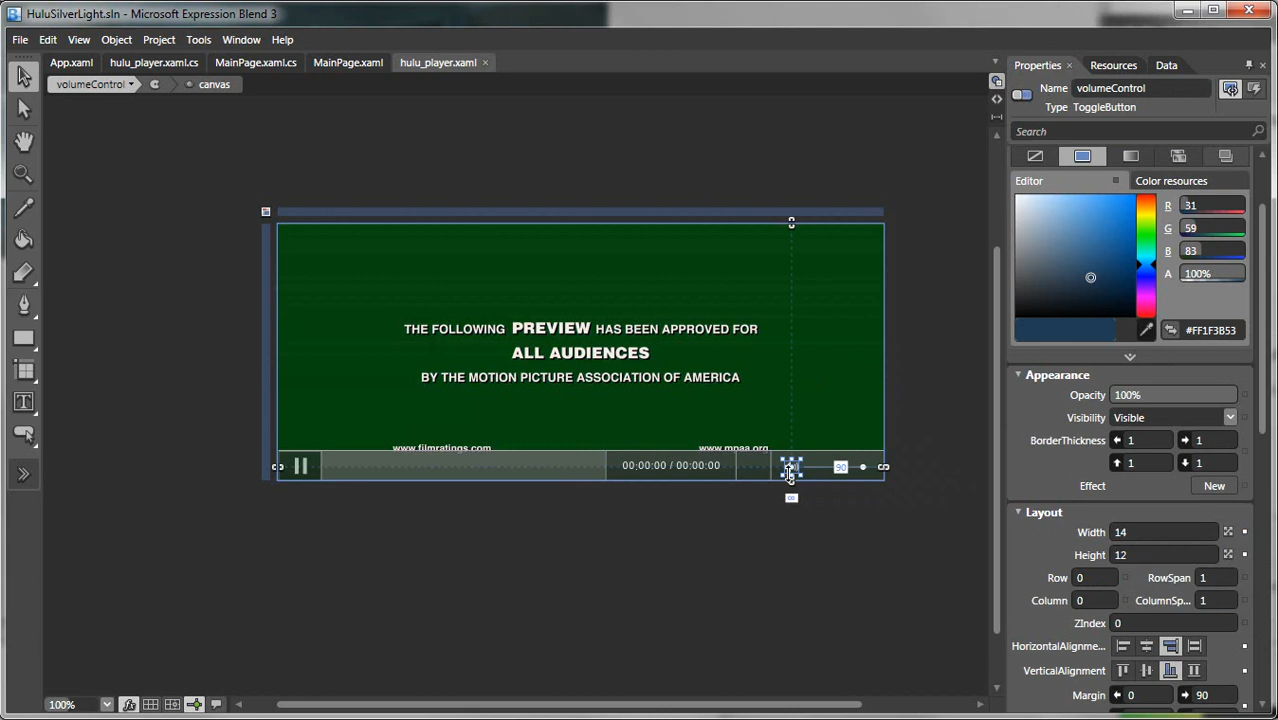 HuluSilverLight.sln - Microsoft Expression Blend 3
File Edit View Object Project Tools Window Help
App.xaml hulu_player.xaml.cs MainPage.xaml.cs MainPage.xaml hulu_player.xaml
volumeControl canvas
Properties Resources Data
Name volumeControl
Type ToggleButton
Search
Editor Color resources
R 31
G 59
B 83
A 100%
#FF1F3B53
THE FOLLOWING PREVIEW HAS BEEN APPROVED FOR
ALL AUDIENCES
BY THE MOTION PICTURE ASSOCIATION OF AMERICA
www.filmratings.com www.mpaa.org
00:00:00 / 00:00:00
90
Appearance
Opacity 100%
Visibility Visible
BorderThickness 1 1
1 1
Effect New
Layout
Width 14
Height 12
Row 0 RowSpan 1
Column 0 ColumnSp... 1
ZIndex 0
HorizontalAlignme...
VerticalAlignment
Margin 0 90
100%